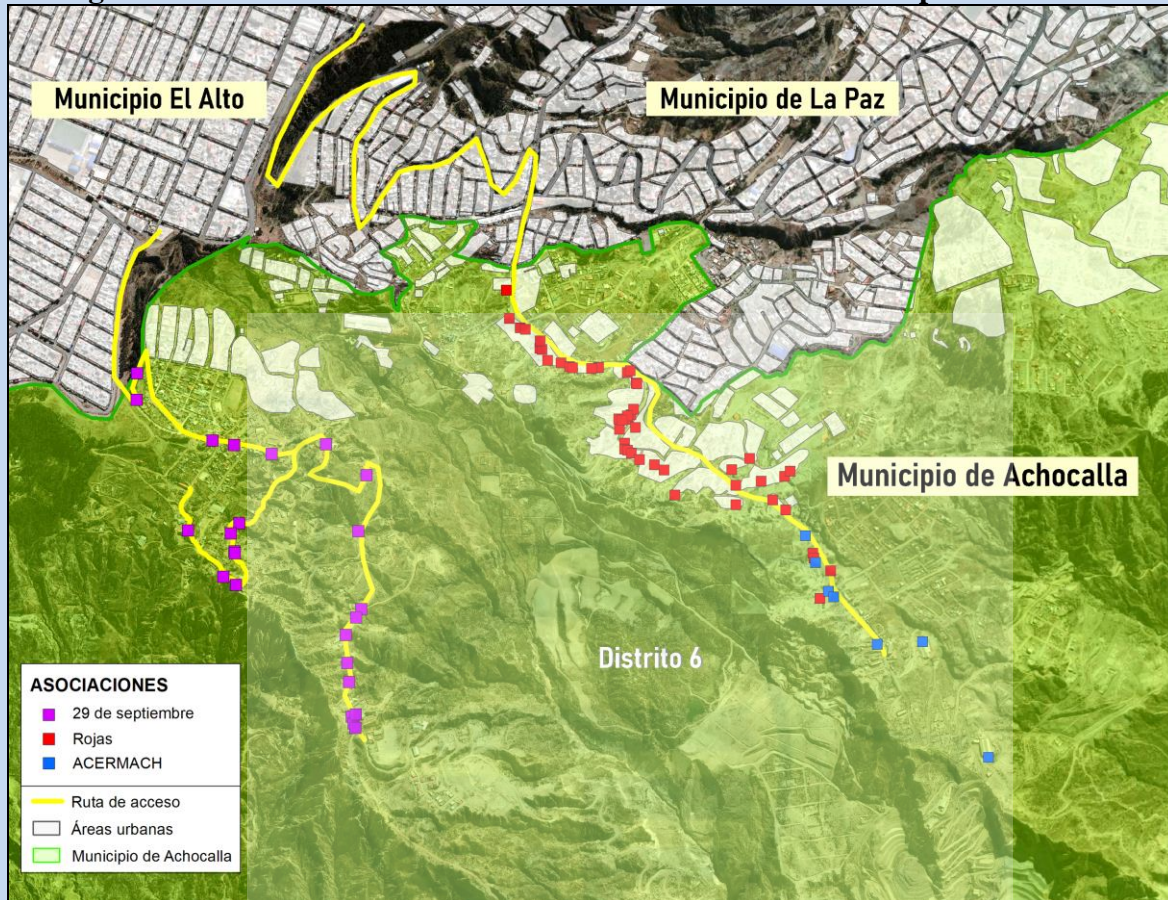 Municipio El Alto
Municipio de La Paz
Municipio de Achocalla
Distrito 6
ASOCIACIONES
29 de septiembre
Rojas
ACERMACH
Ruta de acceso
Áreas urbanas
Municipio de Achocalla